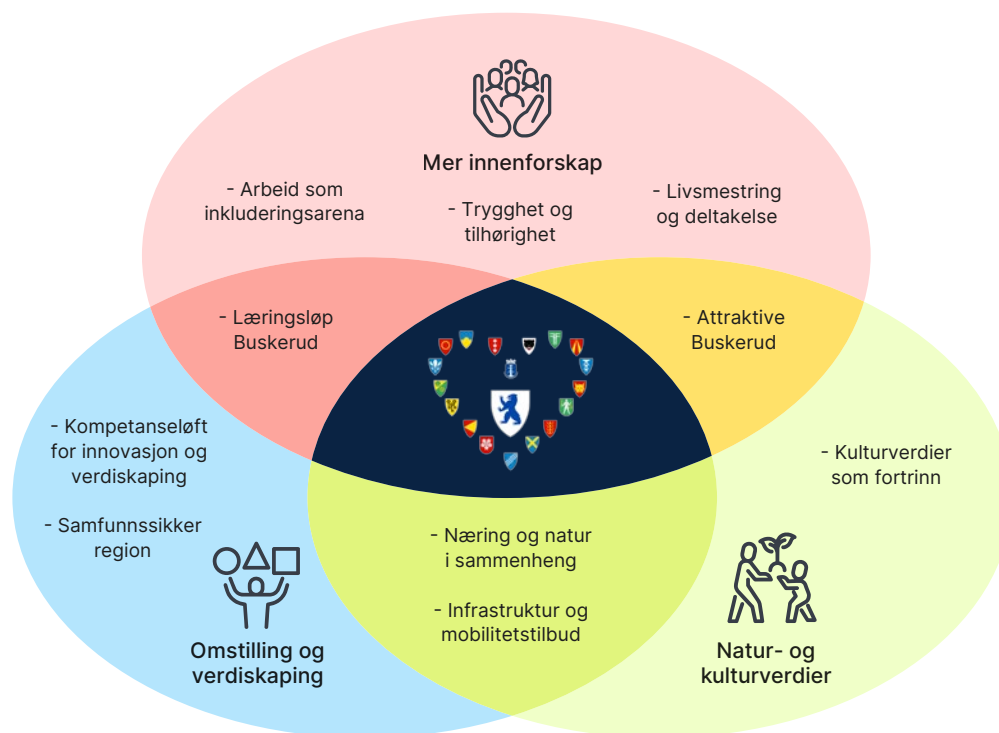 Mer innenforskap
- Arbeid som
inkluderingsarena
- Trygghet og
tilhørighet
- Livsmestring
og deltakelse
- Læringsløp
Buskerud
- Attraktive
Buskerud
- Kompetanseløft
for innovasjon og
verdiskaping
- Samfunnssikker
region
- Kulturverdier
som fortrinn
- Næring og natur
i sammenheng
- Infrastruktur og
mobilitetstilbud
Omstilling og
verdiskaping
Natur- og
kulturverdier